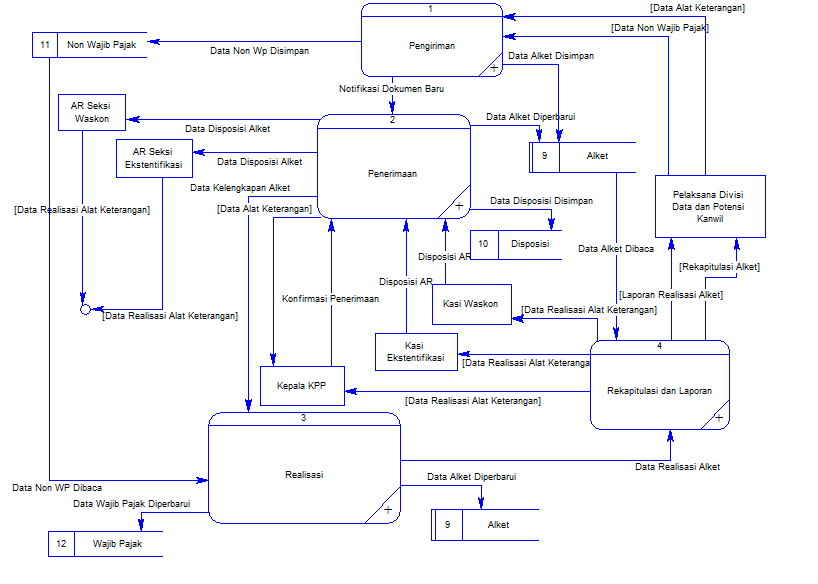 1
Pengiriman
+
[Data Alat Keterangan]
[Data Non Wajib Pajak]
11
Non Wajib Pajak
Data Non Wp Disimpan
Data Alket Disimpan
Notifikasi Dokumen Baru
AR Seksi
Waskon
Data Disposisi Alket
2
Penerimaan
+
Data Alket Diperbarui
9
Alket
AR Seksi
Ekstentifikasi
Data Disposisi Alket
Data Kelengkapan Alket
[Data Alat Keterangan]
[Data Realisasi Alat Keterangan]
Data Disposisi Disimpan
Pelaksana Divisi
Data dan Potensi
Kanwil
10
Disposisi
Data Alket Dibaca
Disposisi AR
Disposisi AR
[Rekapitulasi Alket]
[Laporan Realisasi Alket]
Konfirmasi Penerimaan
Kasi Waskon
[Data Realisasi Alat Keterangan]
[Data Realisasi Alat Keterangan]
Kasi
Ekstentifikasi
[Data Realisasi Alat Keteranga
4
Rekapitulasi dan Laporan
+
Kepala KPP
[Data Realisasi Alat Keterangan]
3
Realisasi
+
Data Realisasi Alket
Data Non WP Dibaca
Data Alket Diperbarui
Data Wajib Pajak Diperbarui
9
Alket
12
Wajib Pajak